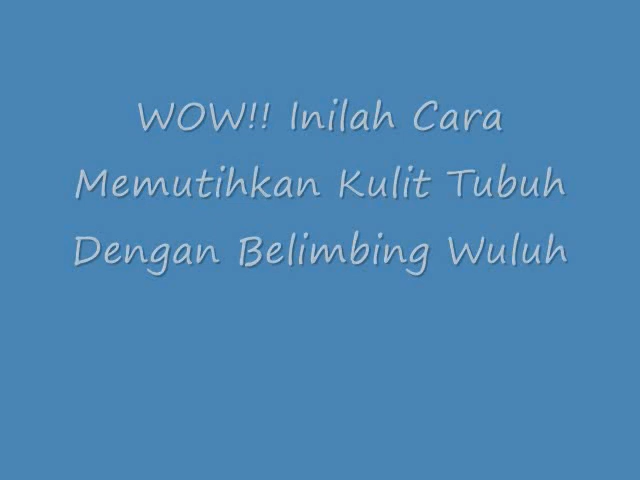 WOW!! Inilah Cara
Memutihkan Kulit Tubuh
Dengan Belimbing Wuluh